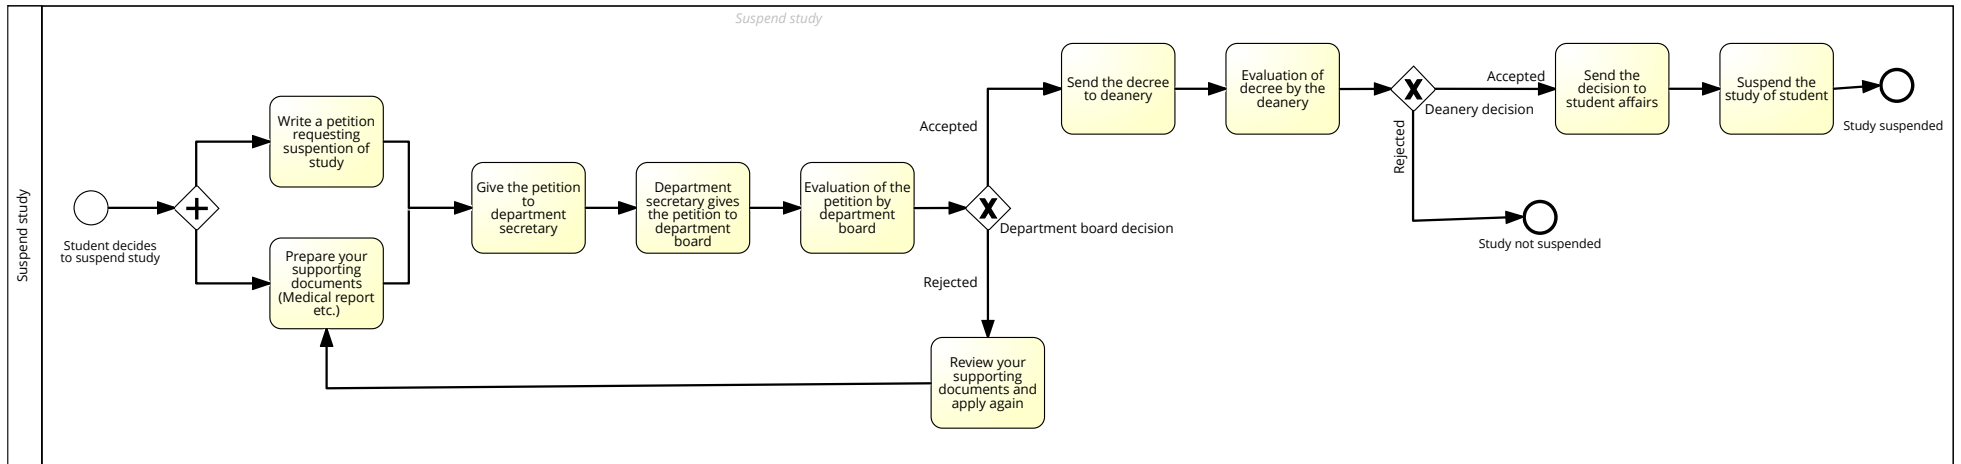 Suspend study
Suspend study
Student decides
to suspend study
Write a petition
requesting
suspention of
study
Prepare your
supporting
documents
(Medical report
etc.)
Give the petition
to
department
secretary
Department
secretary gives
the petition to
department
board
Evaluation of the
petition by
department
board
Department board decision
Accepted
Rejected
Review your
supporting
documents and
apply again
Send the decree
to deanery
Evaluation of
decree by the
deanery
Deanery decision
Accepted
Rejected
Study not suspended
Send the
decision to
student affairs
Suspend the
study of student
Study suspended